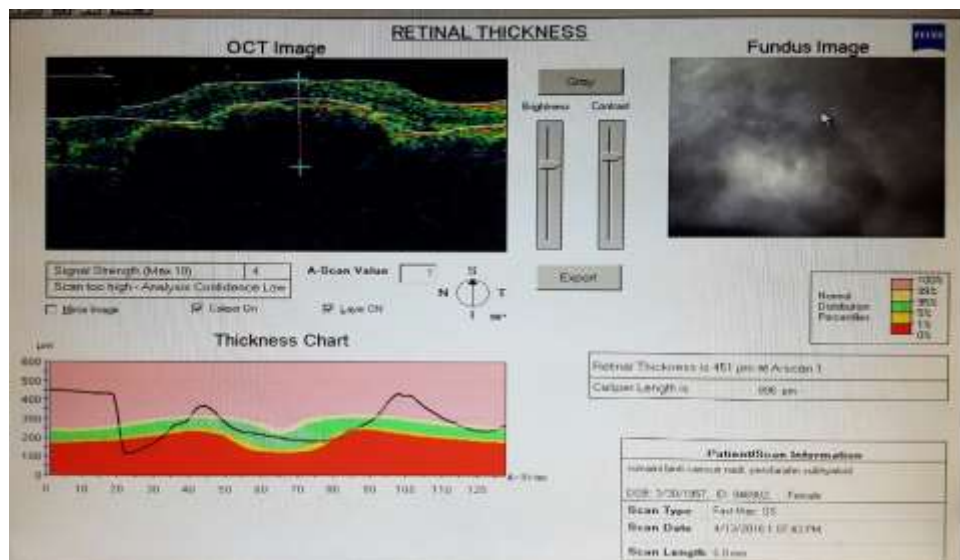 RETINAL THICKNESS
OCT Image
Fundus Image
ZEISS
Gray
Brightness
Contrast
Signal Strength (Max 10) 4
Scan too high - Analysis Confidence Low
A-Scan Value 1
Mirror Image
Caliper On
Layer ON
S
N T
I
Export
Normal Distribution Percentiles
100%
99%
95%
5%
1%
0%
Thickness Chart
µm
600
500
400
300
200
100
0
0 10 20 30 40 50 60 70 80 90 100 110 120
A-Scan
Retinal Thickness is 451 µm at A-scan 1
Caliper Length is µm
Patient/Scan Information
Female
Scan Type
Scan Date 4/13/2016
Scan Length